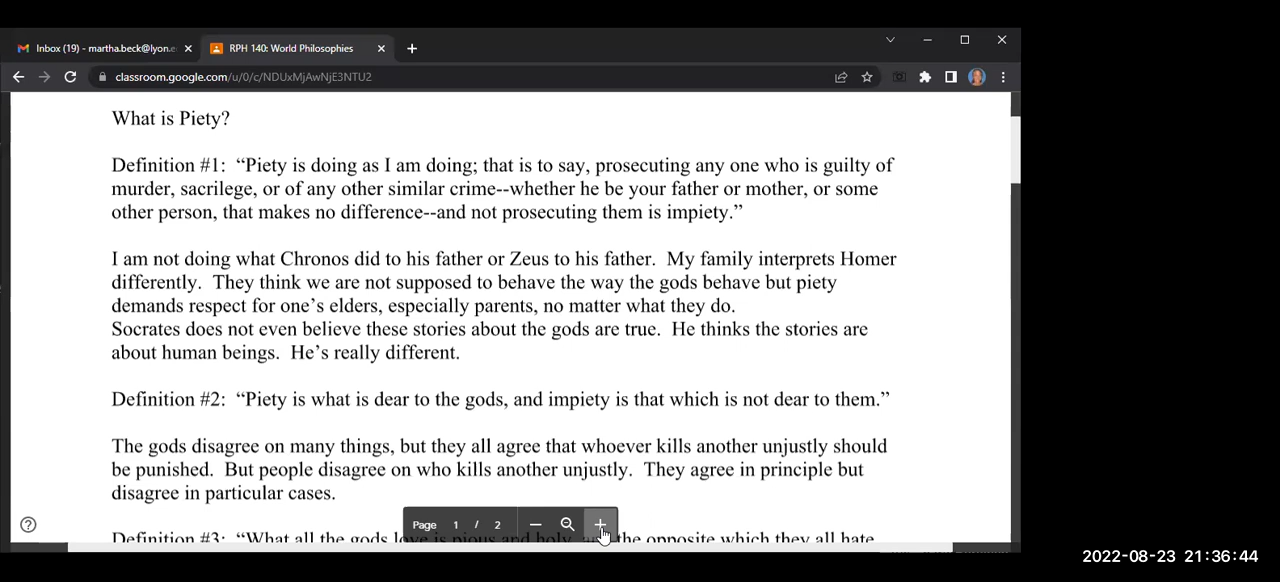 Inbox (19) - martha.beck@lyon.e
RPH 140: World Philosophies
classroom.google.com/u/0/c/NDUxMjAwNjE3NTU2
What is Piety?
Definition #1:  “Piety is doing as I am doing; that is to say, prosecuting any one who is guilty of
murder, sacrilege, or of any other similar crime--whether he be your father or mother, or some
other person, that makes no difference--and not prosecuting them is impiety.”
I am not doing what Chronos did to his father or Zeus to his father.  My family interprets Homer
differently.  They think we are not supposed to behave the way the gods behave but piety
demands respect for one’s elders, especially parents, no matter what they do.
Socrates does not even believe these stories about the gods are true.  He thinks the stories are
about human beings.  He’s really different.
Definition #2:  “Piety is what is dear to the gods, and impiety is that which is not dear to them.”
The gods disagree on many things, but they all agree that whoever kills another unjustly should
be punished.  But people disagree on who kills another unjustly.  They agree in principle but
disagree in particular cases.
Page 1 / 2
Definition #3:  “What all the gods love is pious and holy, and the opposite which they all hate
2022-08-23 21:36:44